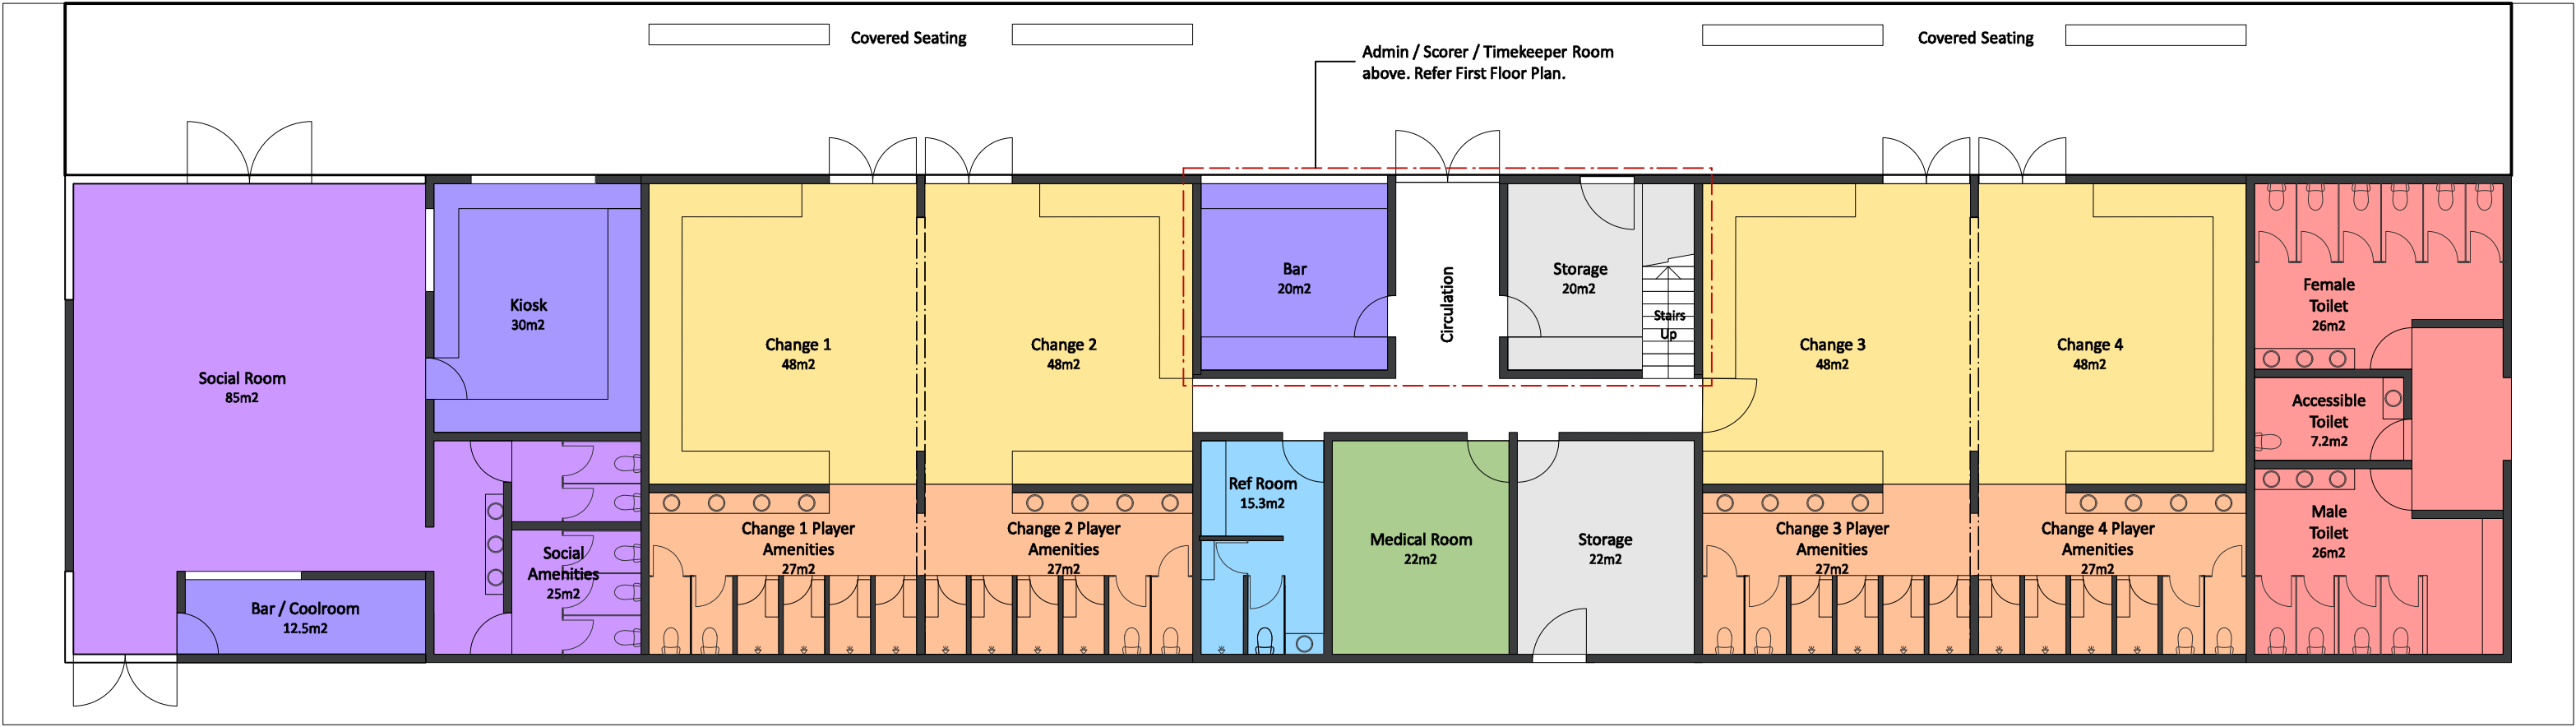 Covered Seating
Admin / Scorer / Timekeeper Room
above. Refer First Floor Plan.
Covered Seating
Social Room
85m2
Kiosk
30m2
Change 1
48m2
Change 2
48m2
Bar
20m2
Circulation
Storage
20m2
Stairs
Up
Change 3
48m2
Change 4
48m2
Female
Toilet
26m2
Accessible
Toilet
7.2m2
Male
Toilet
26m2
Bar / Coolroom
12.5m2
Social
Amenities
25m2
Change 1 Player
Amenities
27m2
Change 2 Player
Amenities
27m2
Ref Room
15.3m2
Medical Room
22m2
Storage
22m2
Change 3 Player
Amenities
27m2
Change 4 Player
Amenities
27m2